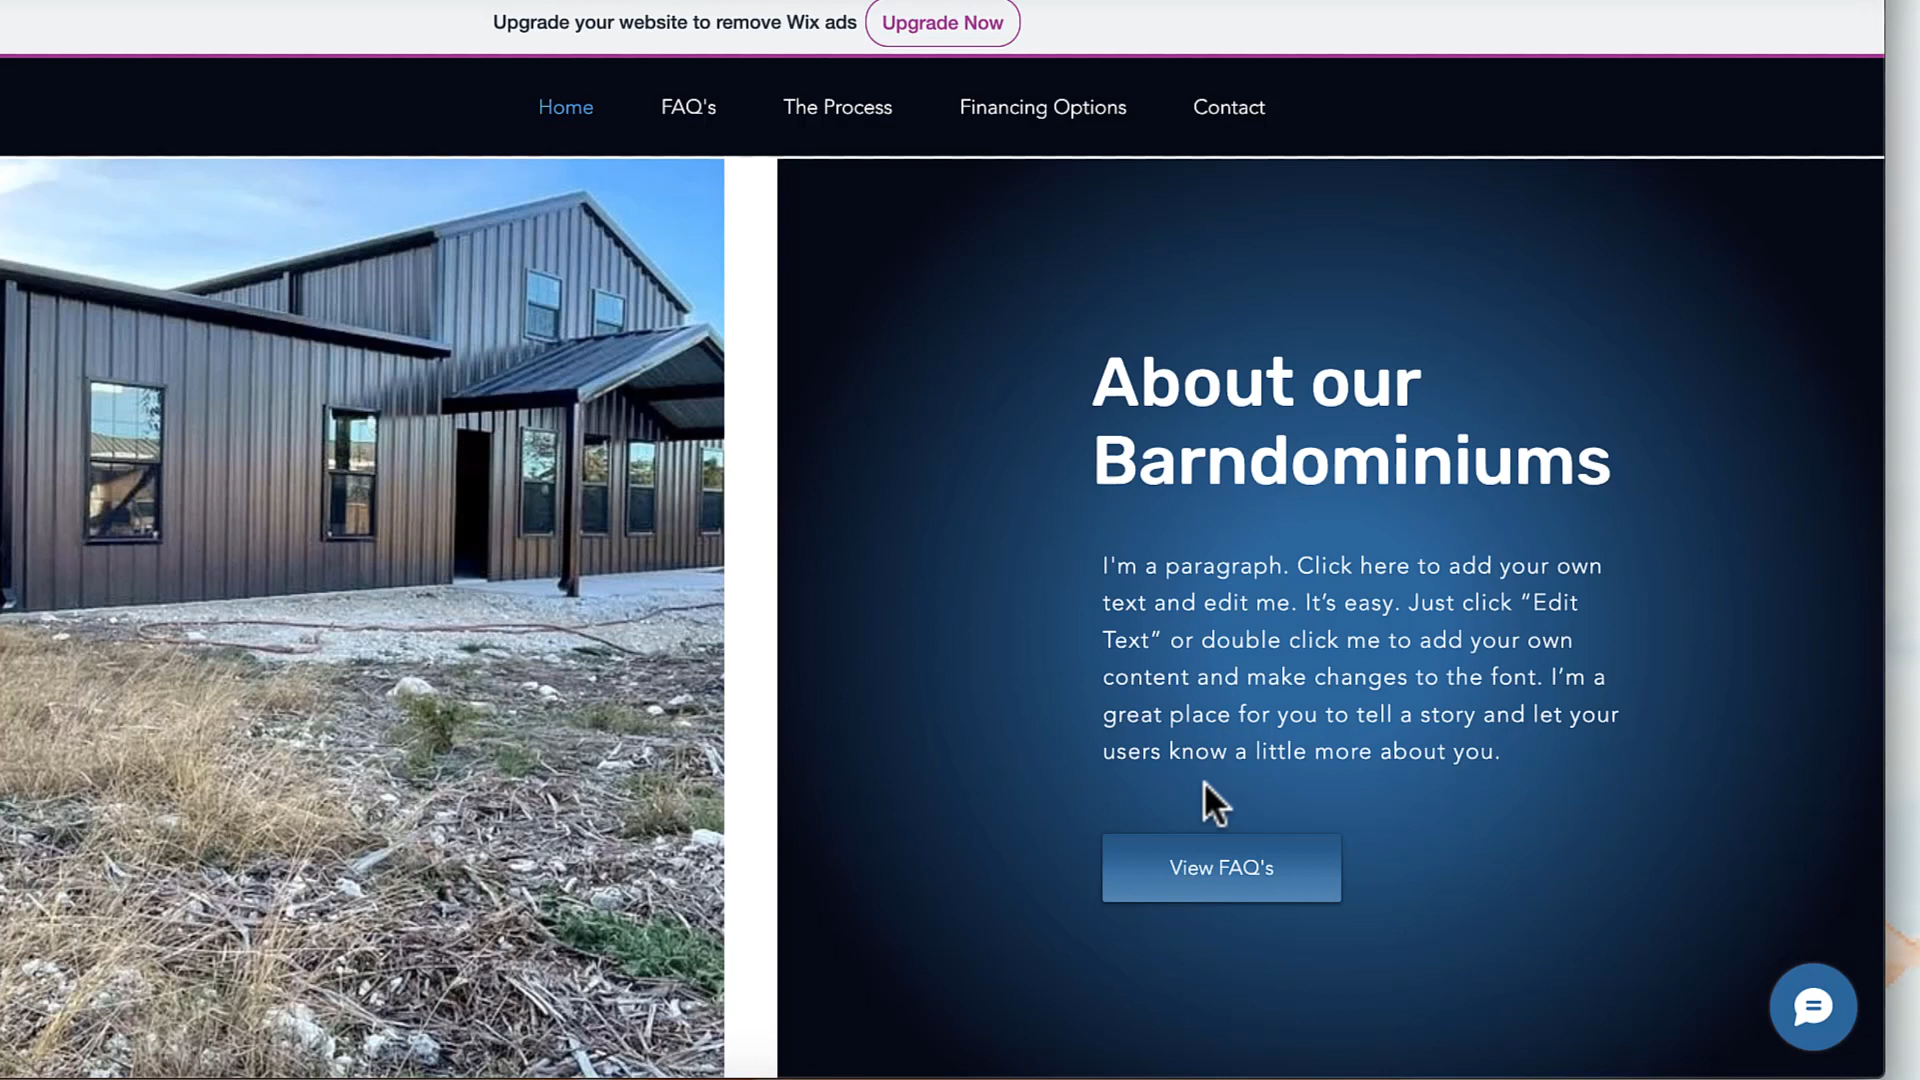 Upgrade your website to remove Wix ads Upgrade Now
Home FAQ's The Process Financing Options Contact
About our
Barndominiums
I'm a paragraph. Click here to add your own
text and edit me. It’s easy. Just click “Edit
Text” or double click me to add your own
content and make changes to the font. I’m a
great place for you to tell a story and let your
users know a little more about you.
View FAQ's